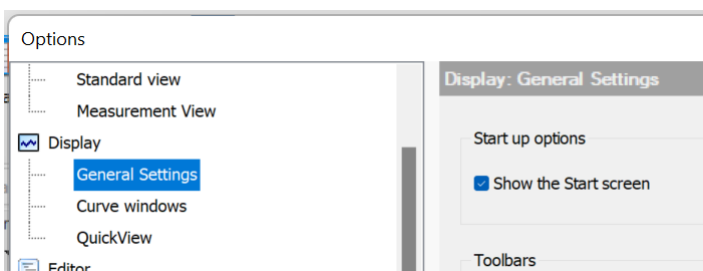 Options
Standard view
Measurement View
Display
General Settings
Curve windows
QuickView
Editor
Display: General Settings
Start up options
Show the Start screen
Toolbars